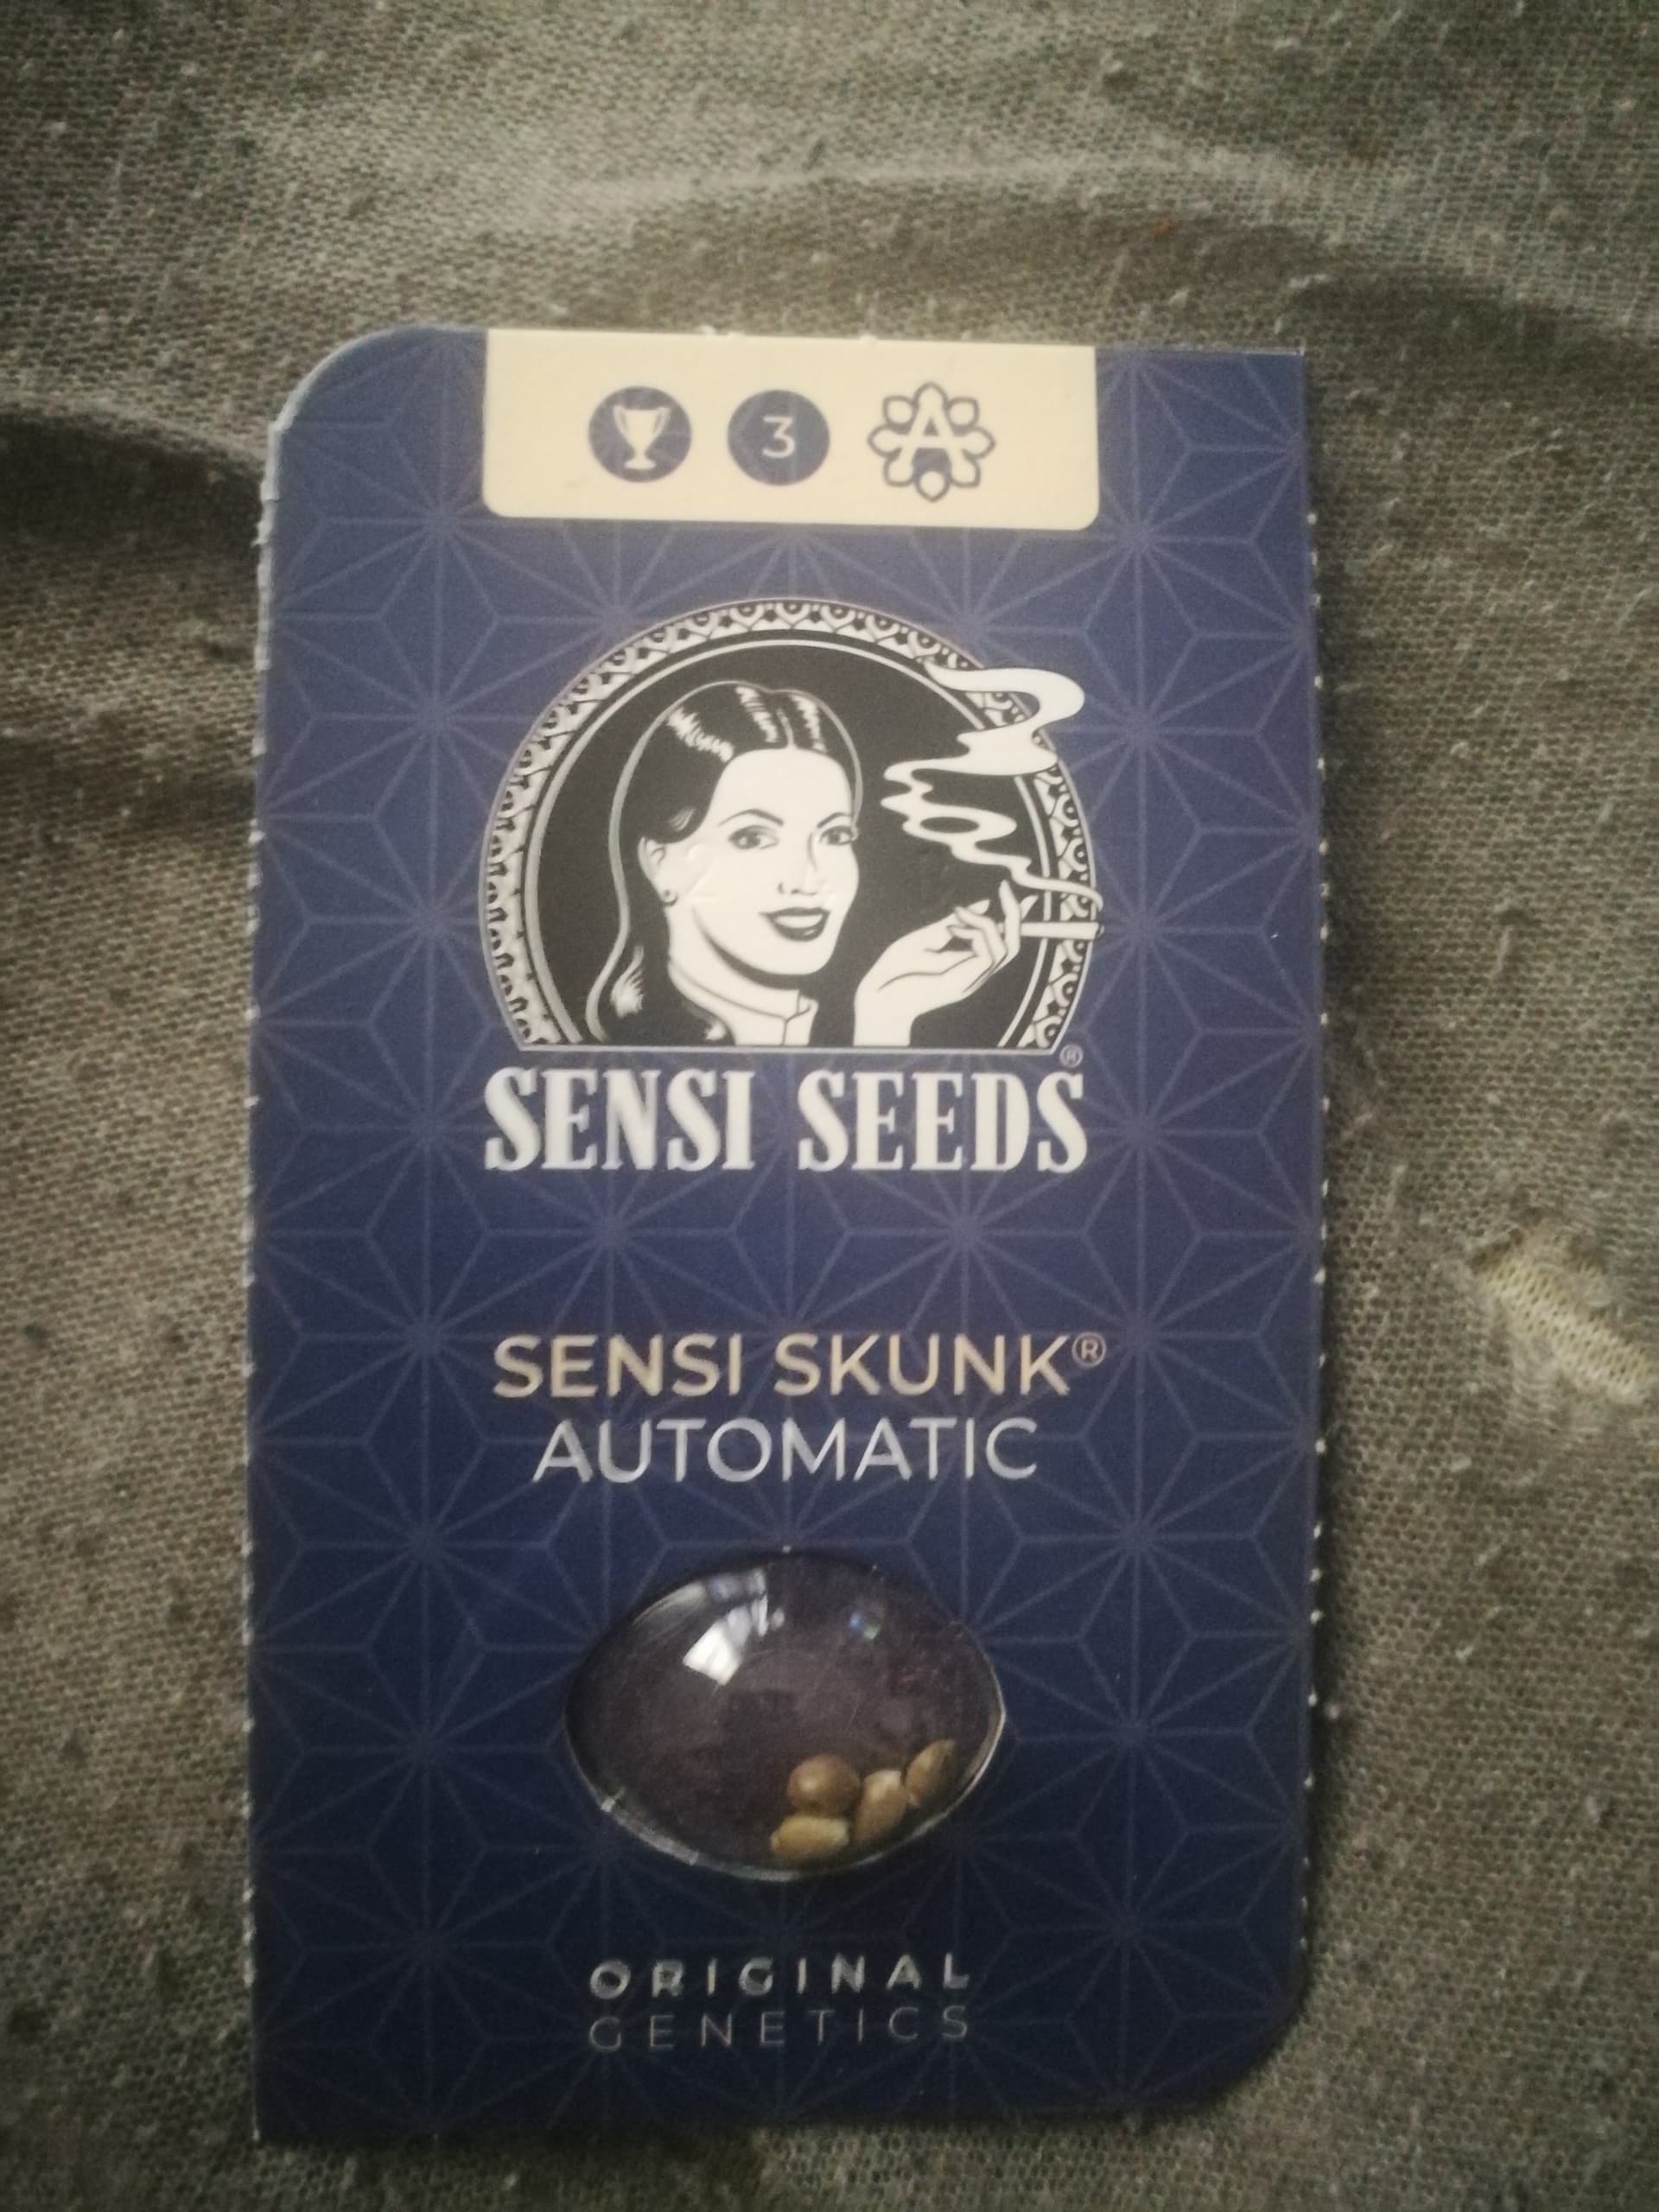 3 A
SENSI SEEDS®
SENSI SKUNK®
AUTOMATIC
ORIGINAL
GENETICS